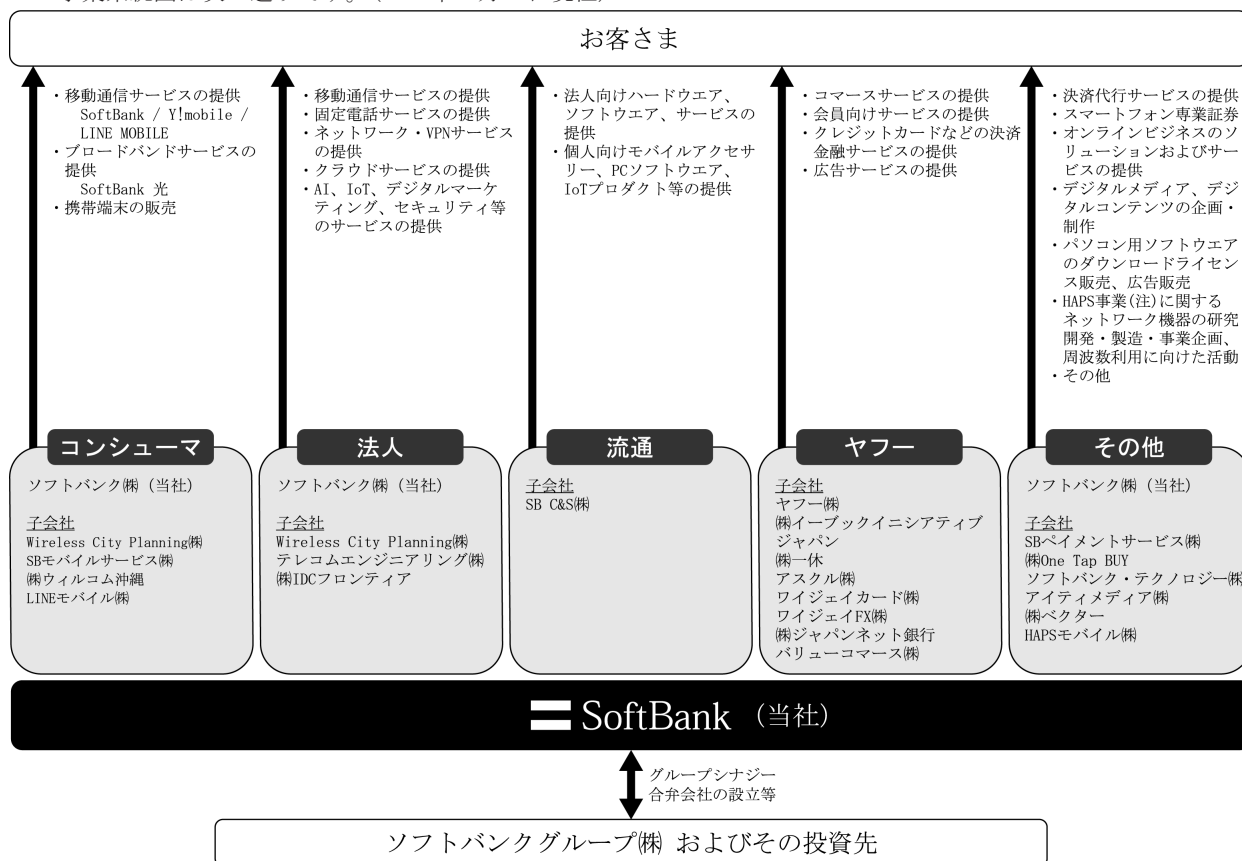 お客さま
・移動通信サービスの提供
SoftBank / Y!mobile /
LINE MOBILE
・ブロードバンドサービスの
提供
SoftBank 光
・携帯端末の販売
・移動通信サービスの提供
・固定電話サービスの提供
・ネットワーク・VPNサービス
の提供
・クラウドサービスの提供
・AI、IoT、デジタルマーケ
ティング、セキュリティ等
のサービスの提供
・法人向けハードウエア、
ソフトウエア、サービスの
提供
・個人向けモバイルアクセサ
リー、PCソフトウエア、
IoTプロダクト等の提供
・コマースサービスの提供
・会員向けサービスの提供
・クレジットカードなどの決済
金融サービスの提供
・広告サービスの提供
・決済代行サービスの提供
・スマートフォン専業証券
・オンラインビジネスのソ
リューションおよびサー
ビスの提供
・デジタルメディア、デジ
タルコンテンツの企画・
制作
・パソコン用ソフトウエア
のダウンロードライセン
ス販売、広告販売
・HAPS事業(注)に関する
ネットワーク機器の研究
開発・製造・事業企画、
周波数利用に向けた活動
・その他
コンシューマ
ソフトバンク㈱（当社）
子会社
Wireless City Planning㈱
SBモバイルサービス㈱
㈱ウィルコム沖縄
LINEモバイル㈱
法人
ソフトバンク㈱（当社）
子会社
Wireless City Planning㈱
テレコムエンジニアリング㈱
㈱IDCフロンティア
流通
子会社
SB C&S㈱
ヤフー
子会社
ヤフー㈱
㈱イーブックイニシアティブ
ジャパン
㈱一休
アスクル㈱
ワイジェイカード㈱
ワイジェイFX㈱
㈱ジャパンネット銀行
バリューコマース㈱
その他
ソフトバンク㈱（当社）
子会社
SBペイメントサービス㈱
㈱One Tap BUY
ソフトバンク・テクノロジー㈱
アイティメディア㈱
㈱ベクター
HAPSモバイル㈱
SoftBank （当社）
グループシナジー
合弁会社の設立等
ソフトバンクグループ㈱ およびその投資先